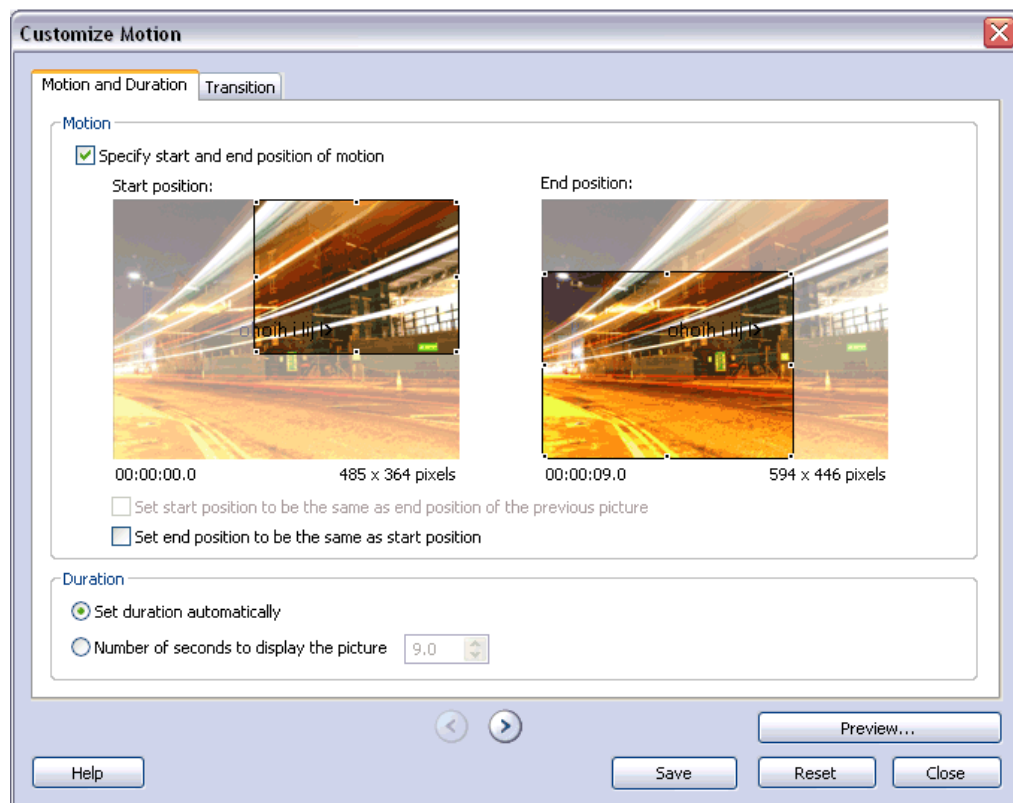 Customize Motion
Motion and Duration
Transition
Motion
Specify start and end position of motion
Start position:
End position:
00:00:00.0
485 x 364 pixels
00:00:09.0
594 x 446 pixels
Set start position to be the same as end position of the previous picture
Set end position to be the same as start position
Duration
Set duration automatically
Number of seconds to display the picture
9.0
Preview...
Help
Save
Reset
Close